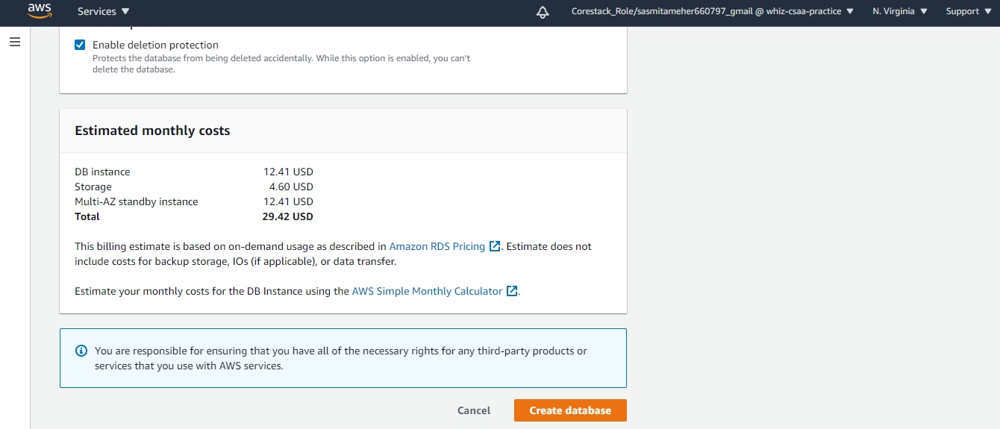 aws
Services
Corestack_Role/sasmitameher660797_gmail @ whiz-csaa-practice
N. Virginia
Support
Enable deletion protection
Protects the database from being deleted accidentally. While this option is enabled, you can't
delete the database.
Estimated monthly costs
DB instance 12.41 USD
Storage 4.60 USD
Multi-AZ standby instance 12.41 USD
Total 29.42 USD
This billing estimate is based on on-demand usage as described in Amazon RDS Pricing. Estimate does not
include costs for backup storage, IOs (if applicable), or data transfer.
Estimate your monthly costs for the DB Instance using the AWS Simple Monthly Calculator.
You are responsible for ensuring that you have all of the necessary rights for any third-party products or
services that you use with AWS services.
Cancel
Create database